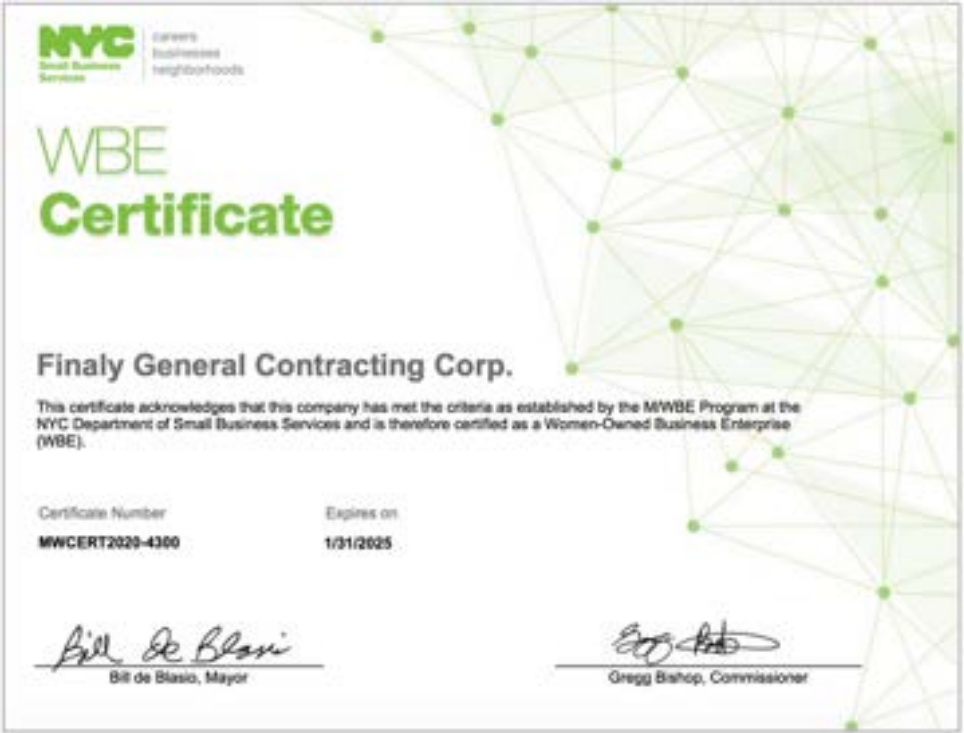 NYC
Small Business
Services
careers
businesses
neighborhoods
WBE
Certificate
Finaly General Contracting Corp.
This certificate acknowledges that this company has met the criteria as established by the M/WBE Program at the
NYC Department of Small Business Services and is therefore certified as a Women-Owned Business Enterprise
(WBE).
Certificate Number
Expires on
MWCERT2020-4300
1/31/2025
Bill de Blasio
Bill de Blasio, Mayor
Gregg Bishop, Commissioner